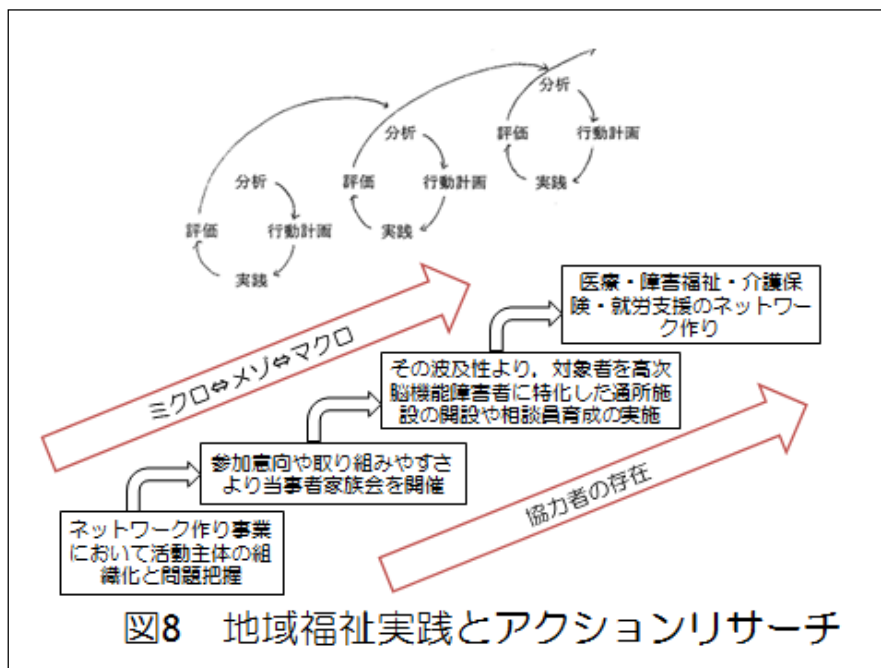 分析
評価
行動計画
実践
分析
評価
行動計画
実践
分析
評価
行動計画
実践
ミクロ⇔メゾ⇔マクロ
医療・障害福祉・介護保
険・就労支援のネットワー
ク作り
その波及性より，対象者を高次
脳機能障害者に特化した通所施
設の開設や相談員育成の実施
参加意向や取り組みやすさ
より当事者家族会を開催
ネットワーク作り事業
において活動主体の組
織化と問題把握
協力者の存在
図8　地域福祉実践とアクションリサーチ